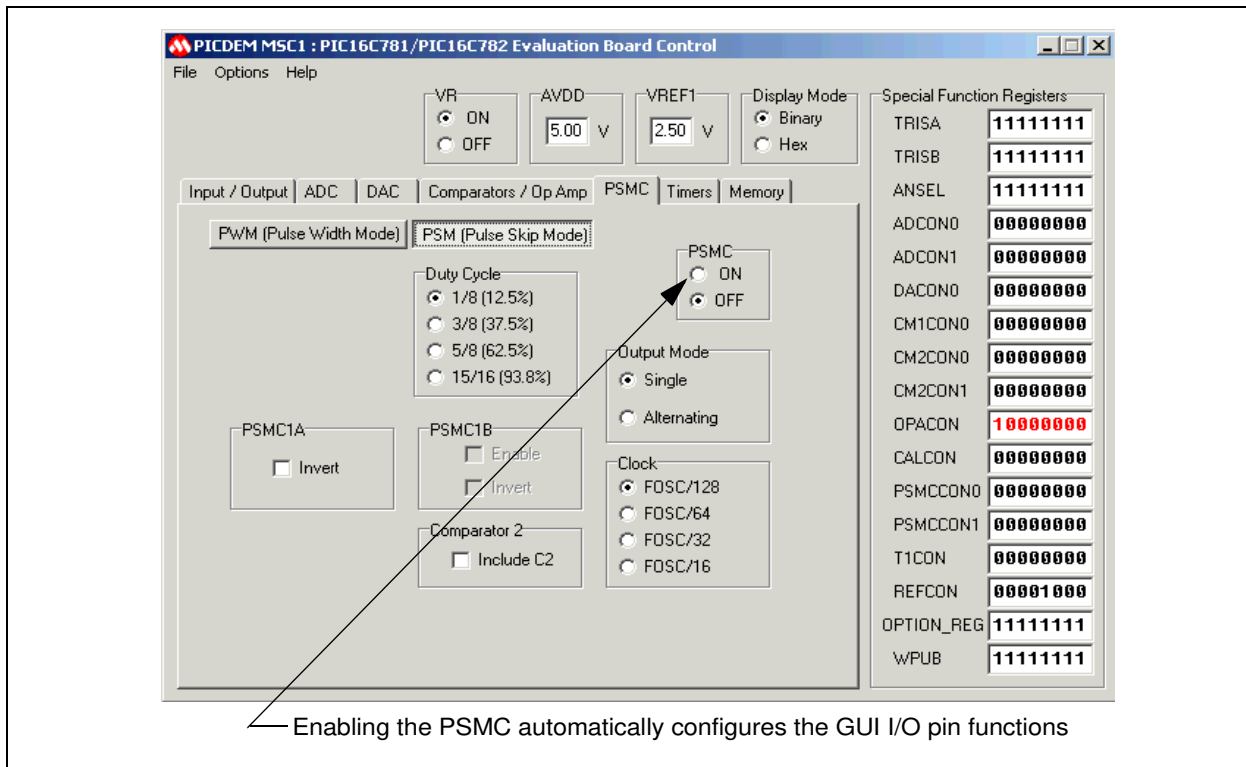 PICDEM MSC1 : PIC16C781/PIC16C782 Evaluation Board Control
File Options Help
VR
ON
OFF
AVDD
5.00 V
VREF1
2.50 V
Display Mode
Binary
Hex
Input / Output ADC DAC Comparators / Op Amp PSMC Timers Memory
PWM (Pulse Width Mode) PSM (Pulse Skip Mode)
Duty Cycle
1/8 (12.5%)
3/8 (37.5%)
5/8 (62.5%)
15/16 (93.8%)
PSMC
ON
OFF
Output Mode
Single
Alternating
PSMC1A
Invert
PSMC1B
Enable
Invert
Clock
FOSC/128
FOSC/64
FOSC/32
FOSC/16
Comparator 2
Include C2
Special Function Registers
TRISA 11111111
TRISB 11111111
ANSEL 11111111
ADCON0 00000000
ADCON1 00000000
DACON0 00000000
CM1CON0 00000000
CM2CON0 00000000
CM2CON1 00000000
OPACON 10000000
CALCON 00000000
PSMCCON0 00000000
PSMCCON1 00000000
T1CON 00000000
REFCON 00001000
OPTION_REG 11111111
WPUB 11111111
Enabling the PSMC automatically configures the GUI I/O pin functions